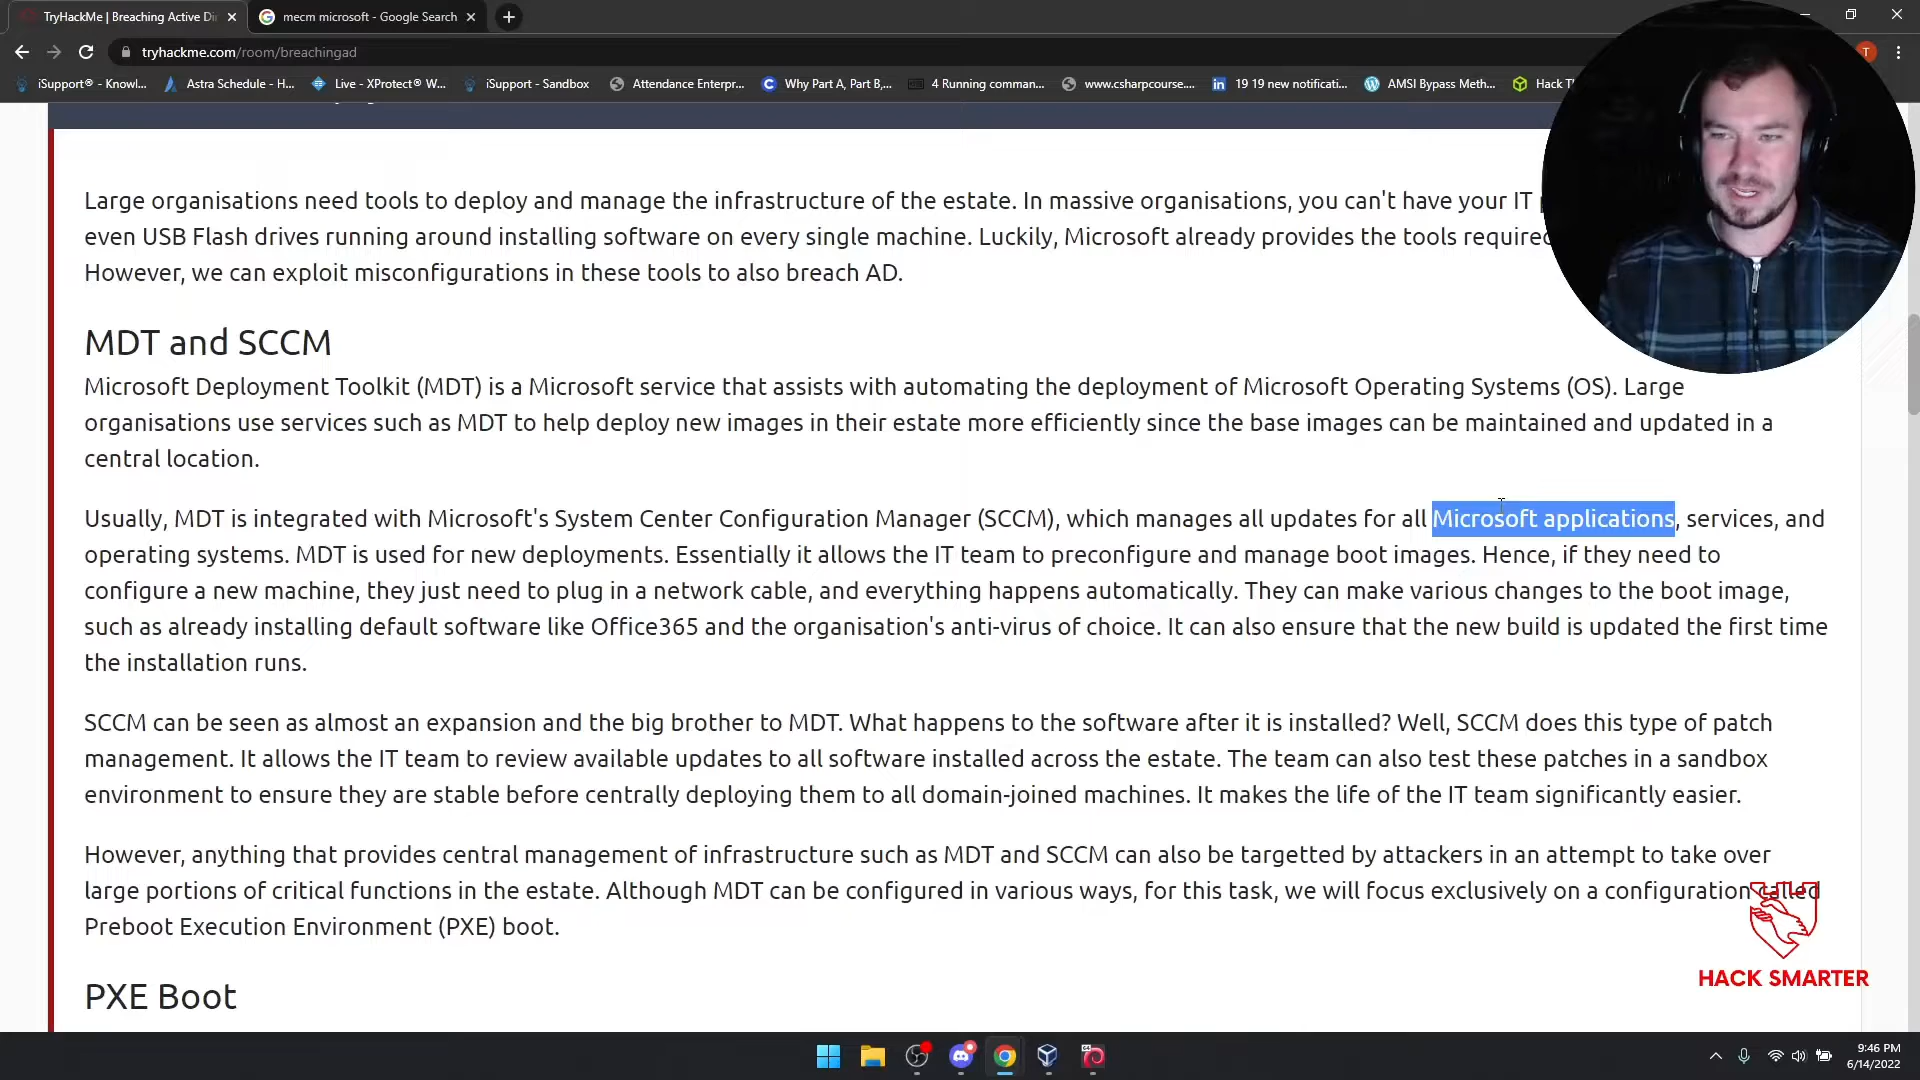 TryHackMe | Breaching Active Di
mecm microsoft - Google Search
tryhackme.com/room/breachingad
T
iSupport® - Knowl...
Astra Schedule - H...
Live - XProtect® W...
iSupport - Sandbox
Attendance Enterpr...
Why Part A, Part B,...
4 Running comman...
www.csharpcourse....
19 19 new notificati...
AMSI Bypass Meth...
Hack T
Large organisations need tools to deploy and manage the infrastructure of the estate. In massive organisations, you can't have your IT
even USB Flash drives running around installing software on every single machine. Luckily, Microsoft already provides the tools required
However, we can exploit misconfigurations in these tools to also breach AD.
MDT and SCCM
Microsoft Deployment Toolkit (MDT) is a Microsoft service that assists with automating the deployment of Microsoft Operating Systems (OS). Large
organisations use services such as MDT to help deploy new images in their estate more efficiently since the base images can be maintained and updated in a
central location.
Usually, MDT is integrated with Microsoft's System Center Configuration Manager (SCCM), which manages all updates for all Microsoft applications, services, and
operating systems. MDT is used for new deployments. Essentially it allows the IT team to preconfigure and manage boot images. Hence, if they need to
configure a new machine, they just need to plug in a network cable, and everything happens automatically. They can make various changes to the boot image,
such as already installing default software like Office365 and the organisation's anti-virus of choice. It can also ensure that the new build is updated the first time
the installation runs.
SCCM can be seen as almost an expansion and the big brother to MDT. What happens to the software after it is installed? Well, SCCM does this type of patch
management. It allows the IT team to review available updates to all software installed across the estate. The team can also test these patches in a sandbox
environment to ensure they are stable before centrally deploying them to all domain-joined machines. It makes the life of the IT team significantly easier.
However, anything that provides central management of infrastructure such as MDT and SCCM can also be targetted by attackers in an attempt to take over
large portions of critical functions in the estate. Although MDT can be configured in various ways, for this task, we will focus exclusively on a configuration called
Preboot Execution Environment (PXE) boot.
HACK SMARTER
PXE Boot
9:46 PM
6/14/2022